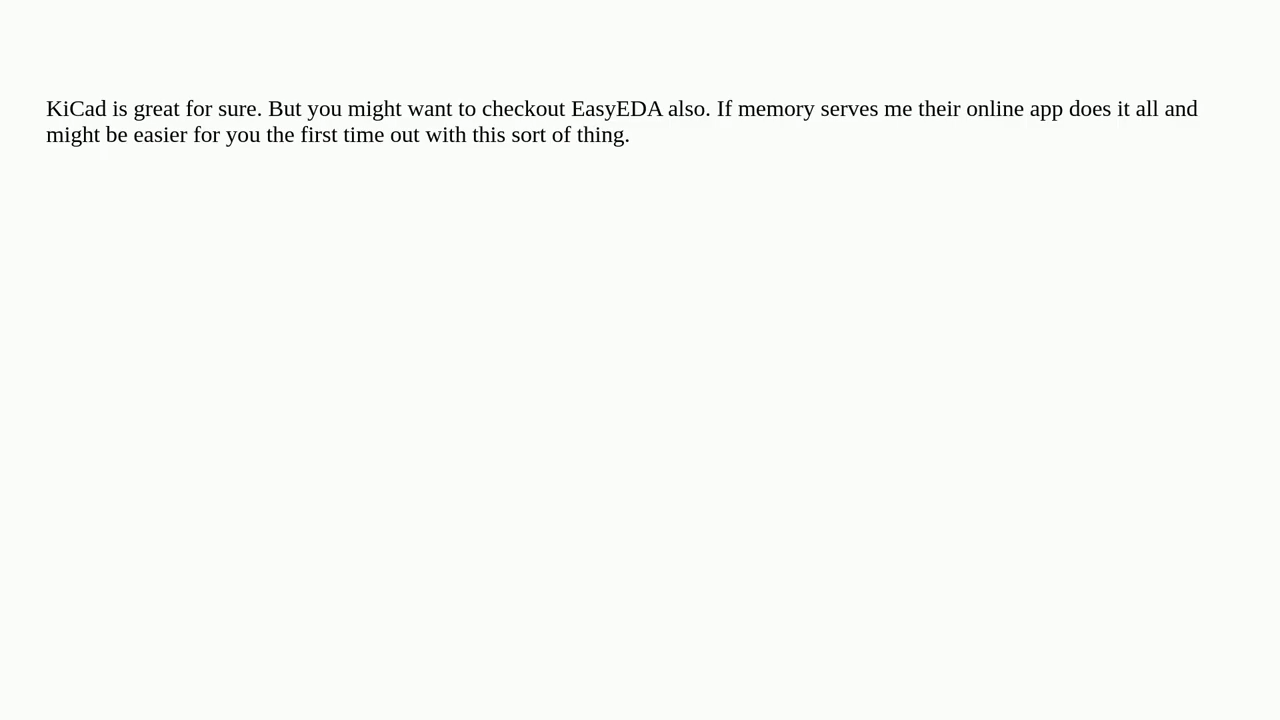 KiCad is great for sure. But you might want to checkout EasyEDA also. If memory serves me their online app does it all and
might be easier for you the first time out with this sort of thing.